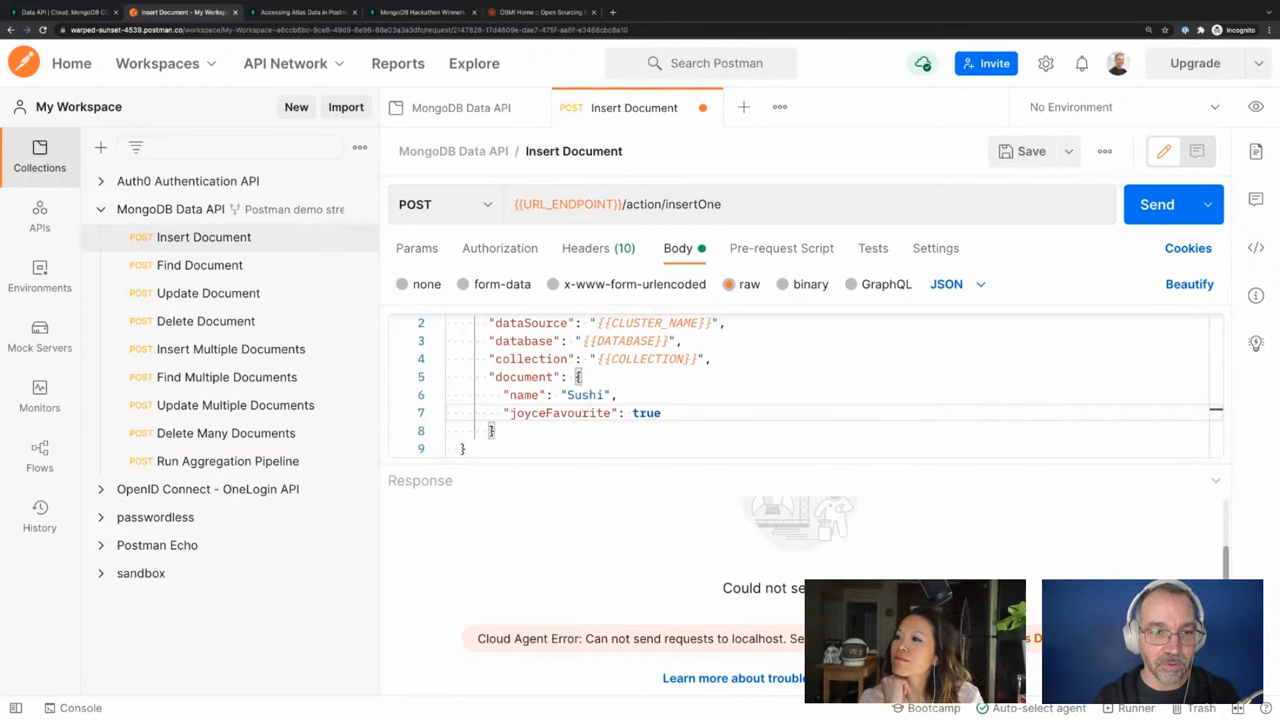 Data API | Cloud: MongoDB Cl
Insert Document - My Worksp
Accessing Atlas Data in Postm
MongoDB Hackathon Winners
OSMI Home :: Open Sourcing
Incognito
Home
Workspaces
API Network
Reports
Explore
Search Postman
Invite
Upgrade
My Workspace
New
Import
MongoDB Data API
POST Insert Document
No Environment
Collections
APIs
Environments
Mock Servers
Monitors
Flows
History
Auth0 Authentication API
MongoDB Data API Postman demo stre
POST Insert Document
POST Find Document
POST Update Document
POST Delete Document
POST Insert Multiple Documents
POST Find Multiple Documents
POST Update Multiple Documents
POST Delete Many Documents
POST Run Aggregation Pipeline
OpenID Connect - OneLogin API
passwordless
Postman Echo
sandbox
MongoDB Data API / Insert Document
Save
POST
{{URL_ENDPOINT}}/action/insertOne
Send
Params
Authorization
Headers (10)
Body
Pre-request Script
Tests
Settings
Cookies
none
form-data
x-www-form-urlencoded
raw
binary
GraphQL
JSON
Beautify
2 "dataSource": "{{CLUSTER_NAME}}",
3 "database": "{{DATABASE}}",
4 "collection": "{{COLLECTION}}",
5 "document": {
6 "name": "Sushi",
7 "joyceFavourite": true
8 }
9 }
Response
Could not se
Cloud Agent Error: Can not send requests to localhost. Se
Learn more about troubl
Console
Bootcamp
Auto-select agent
Runner
Trash